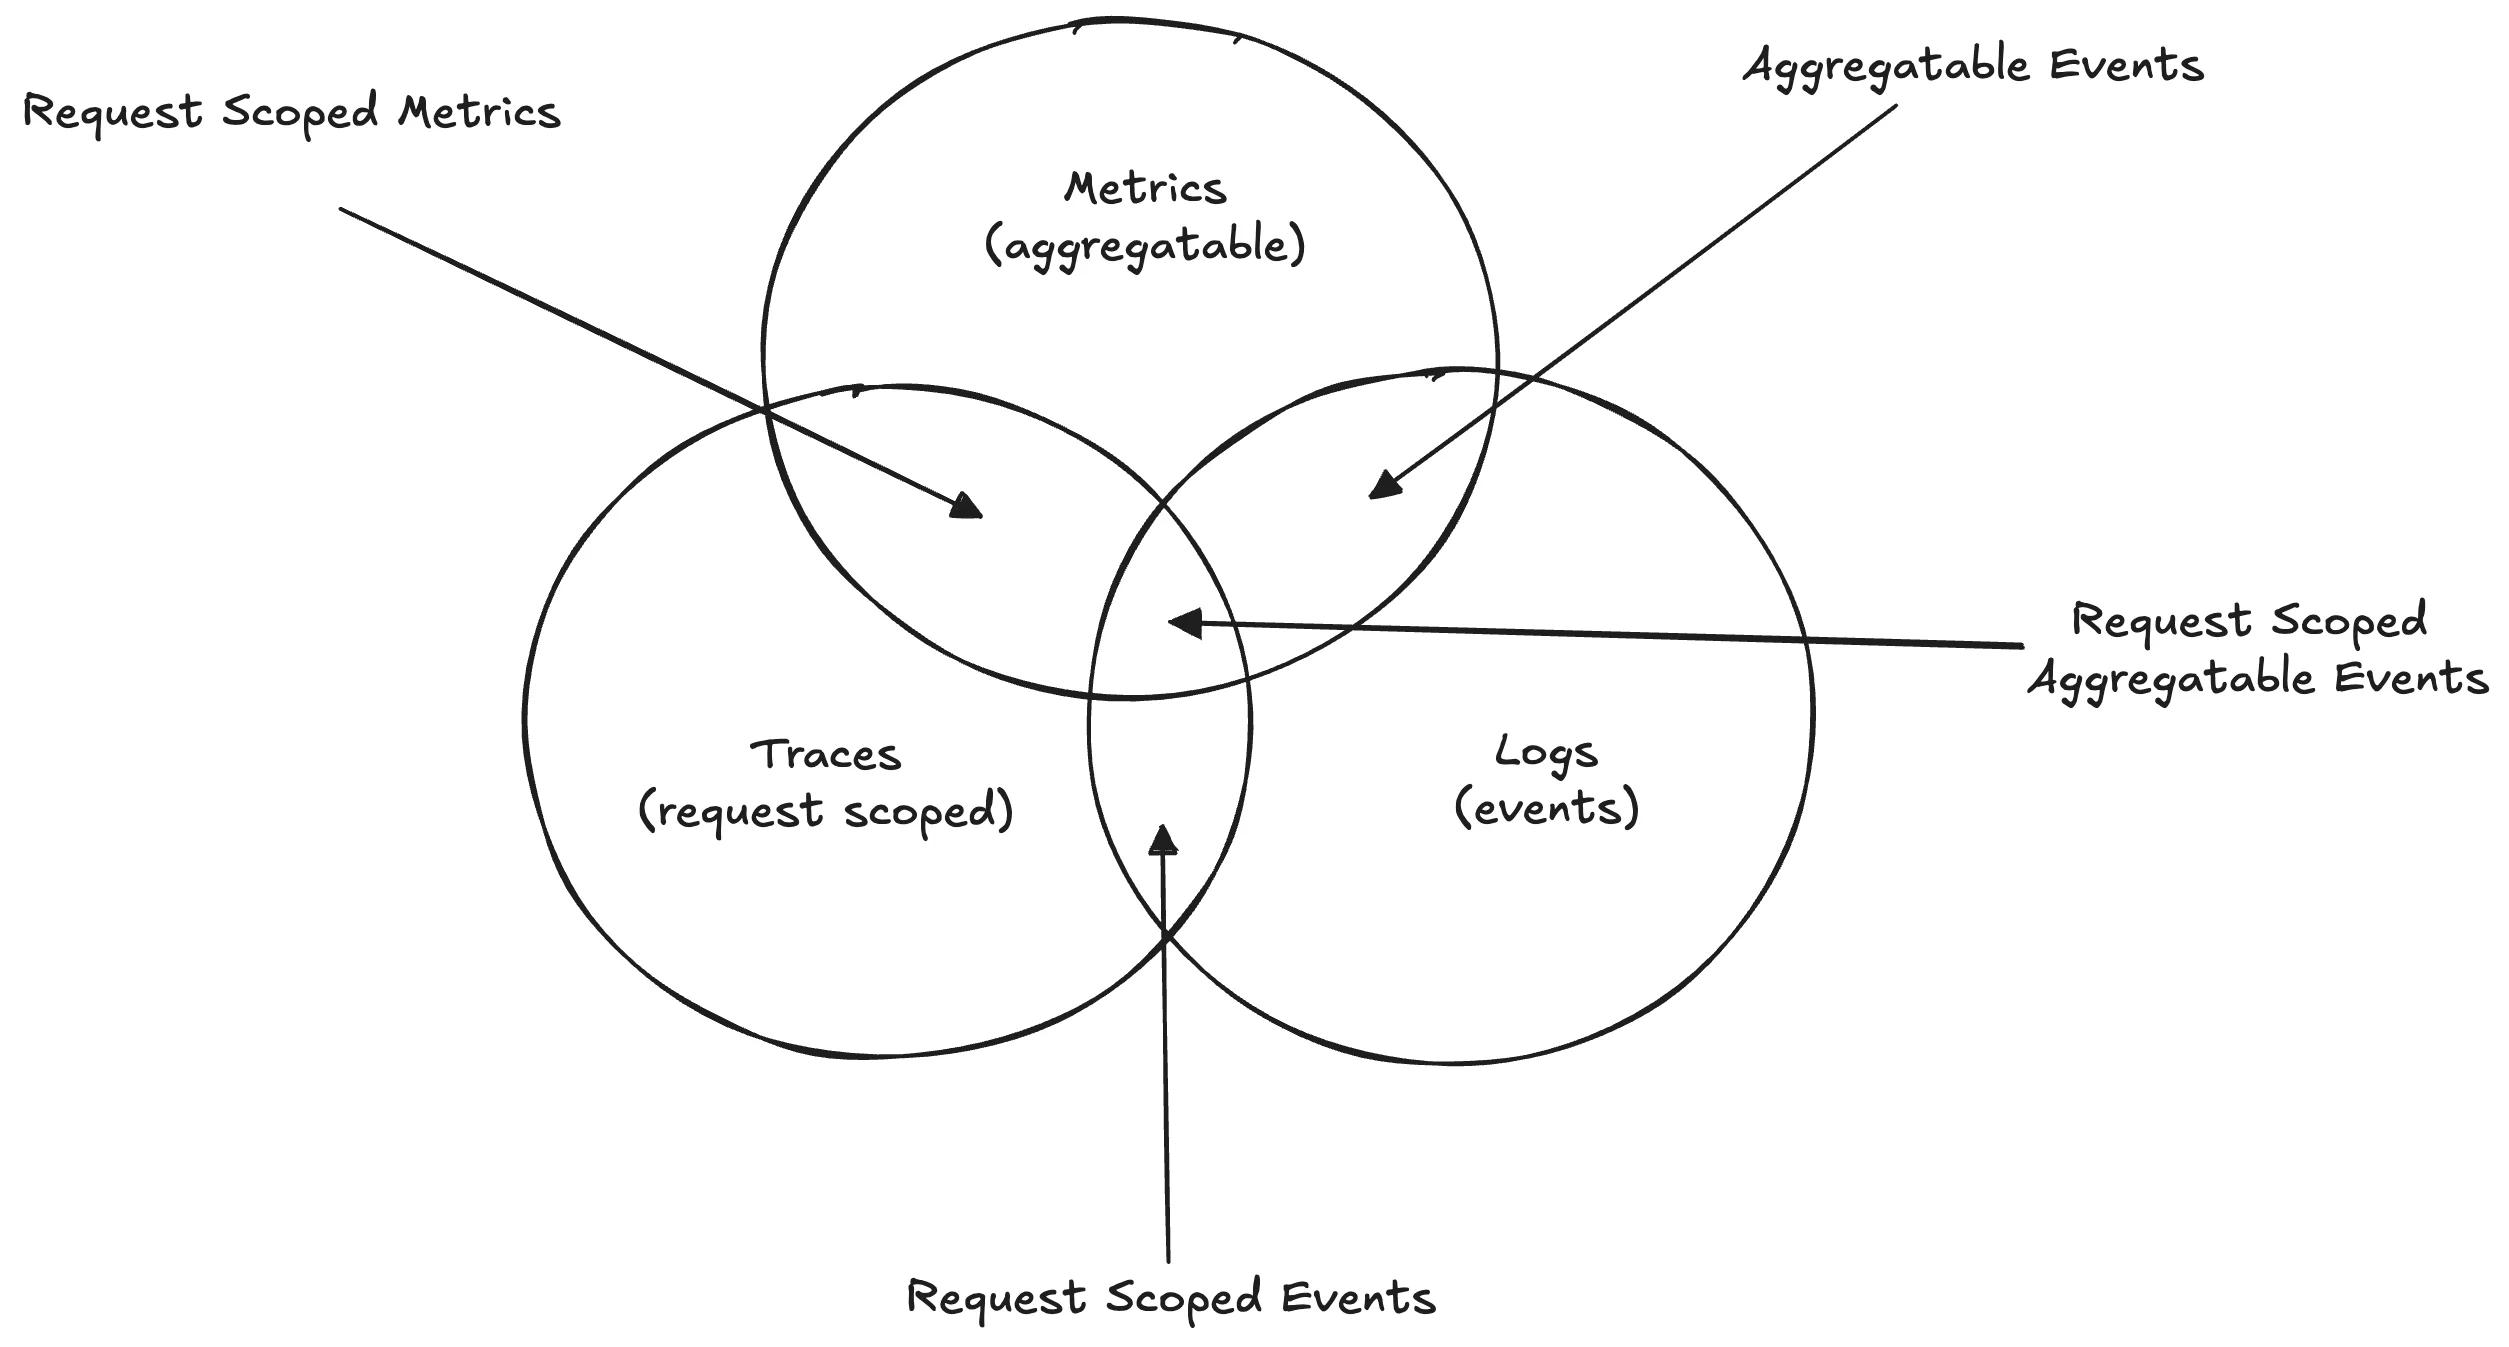 Aggregatable Events
Request Scoped Metrics
Metrics
(aggregatable)
Request Scoped
Aggregatable Events
Traces
(request scoped)
Logs
(events)
Request Scoped Events